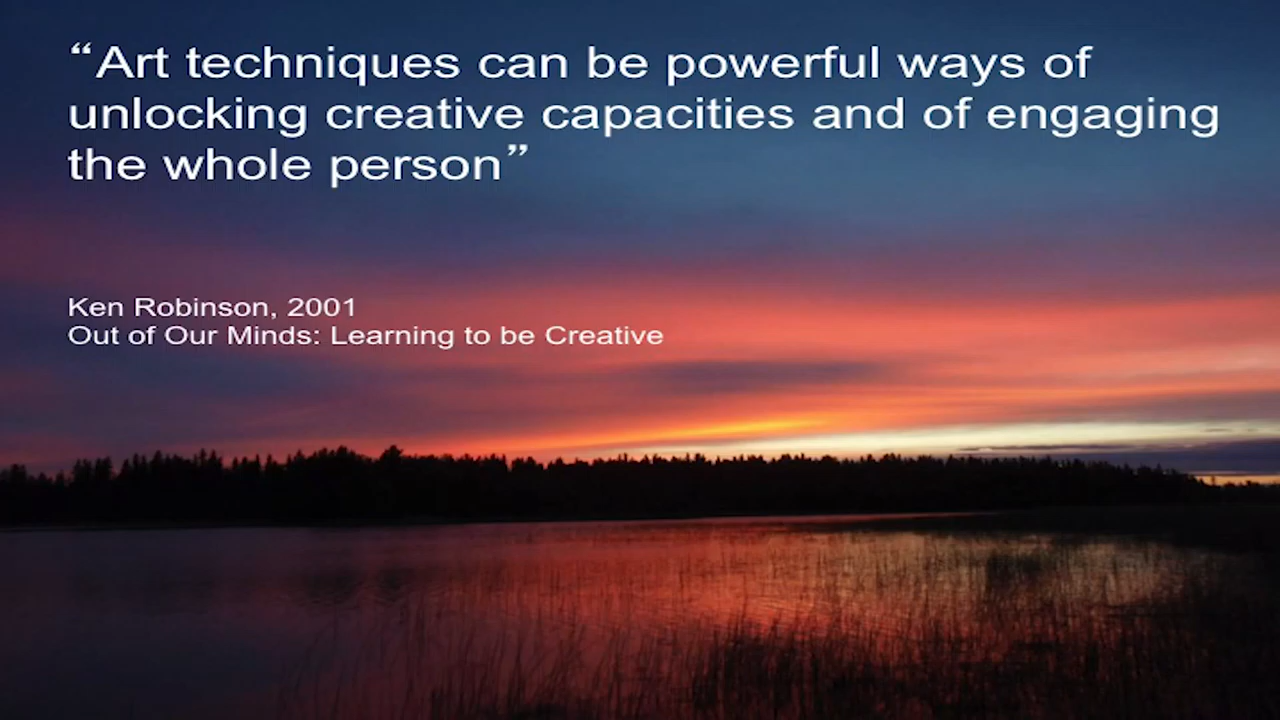 “Art techniques can be powerful ways of
unlocking creative capacities and of engaging
the whole person”
Ken Robinson, 2001
Out of Our Minds: Learning to be Creative